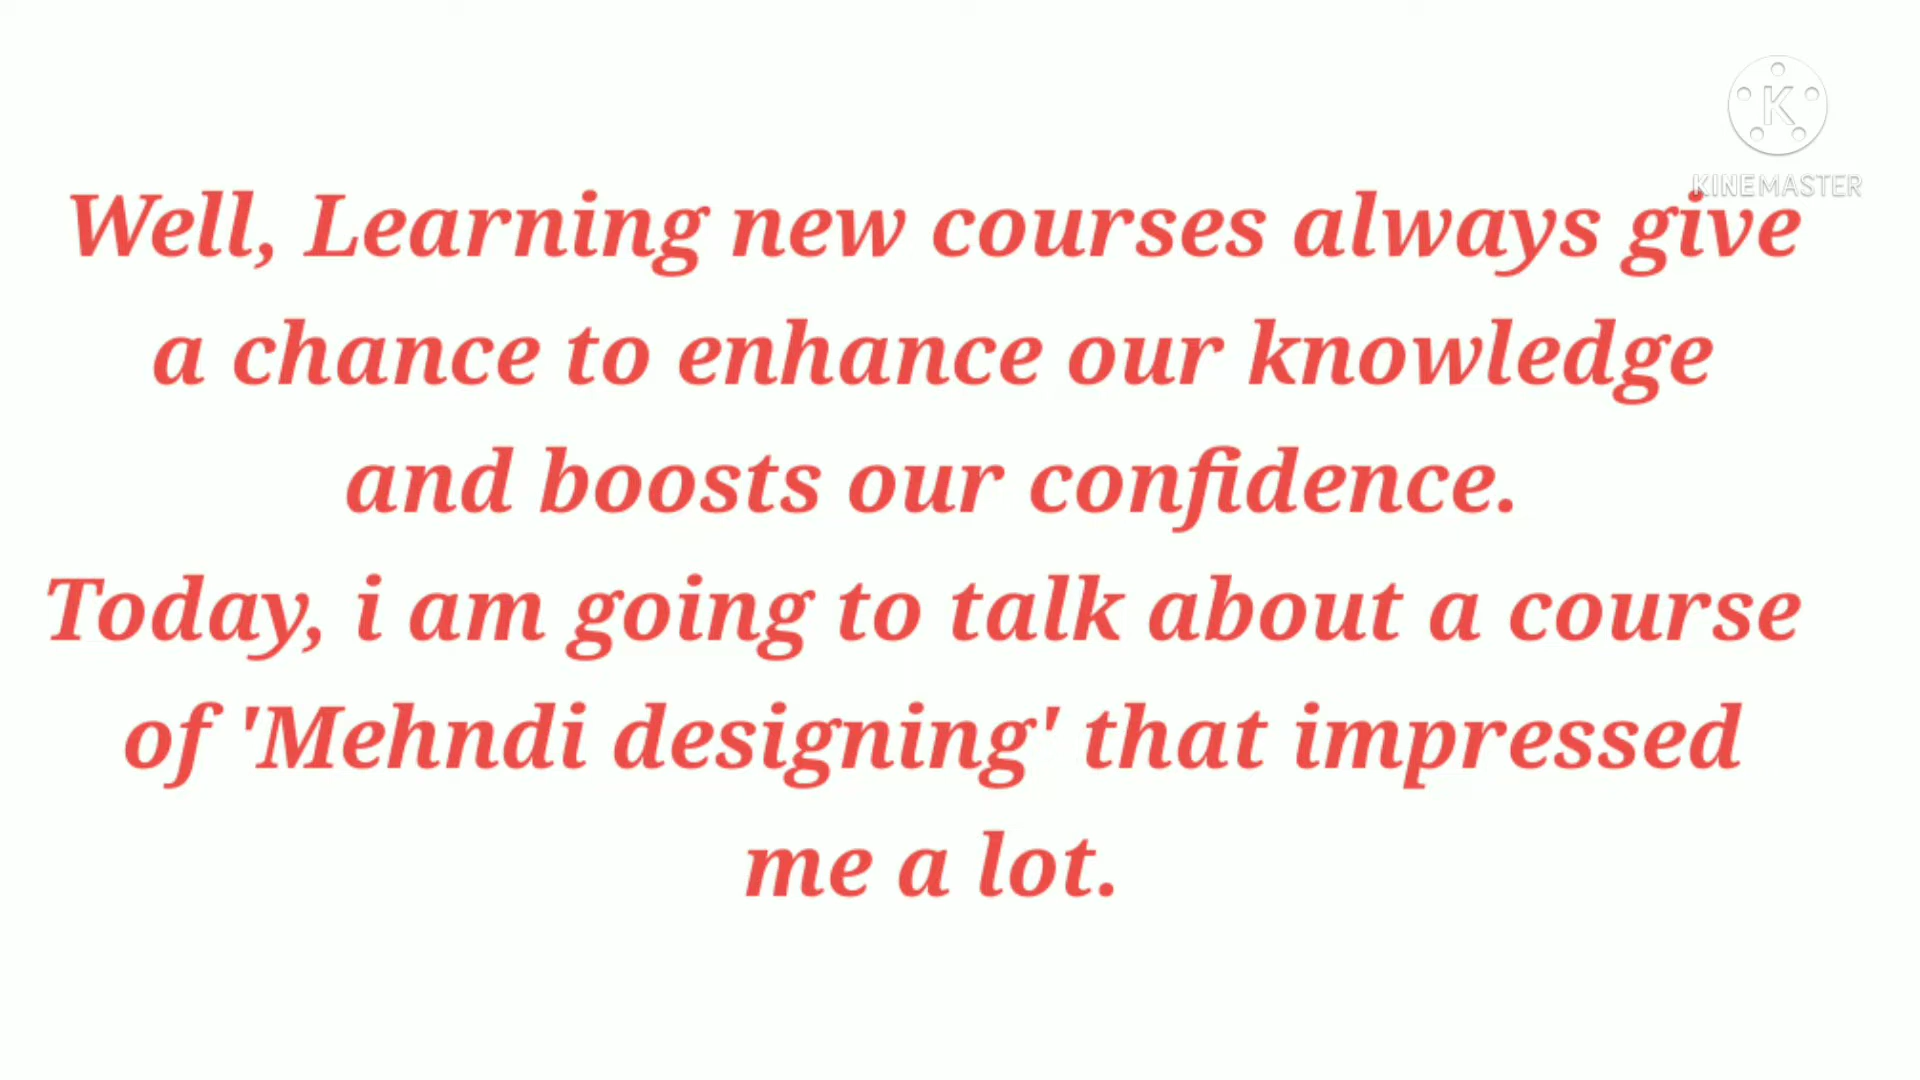 KINEMASTER
Well, Learning new courses always give
a chance to enhance our knowledge
and boosts our confidence.
Today, i am going to talk about a course
of 'Mehndi designing' that impressed
me a lot.